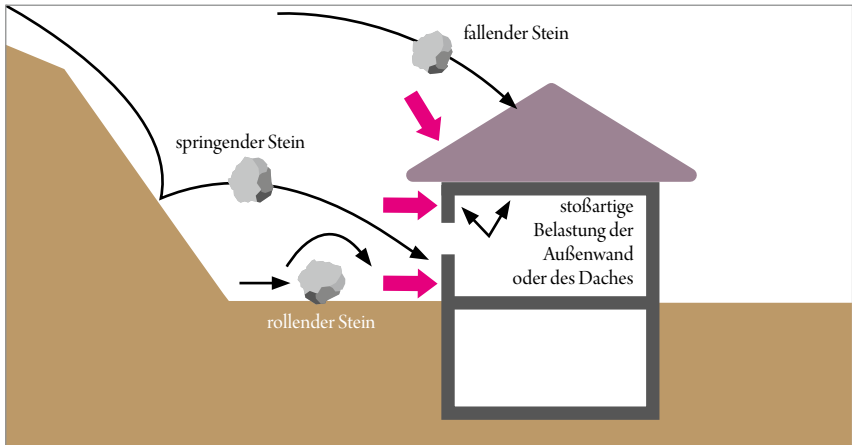 fallender Stein
springender Stein
stoßartige
Belastung der
Außenwand
oder des Daches
rollender Stein